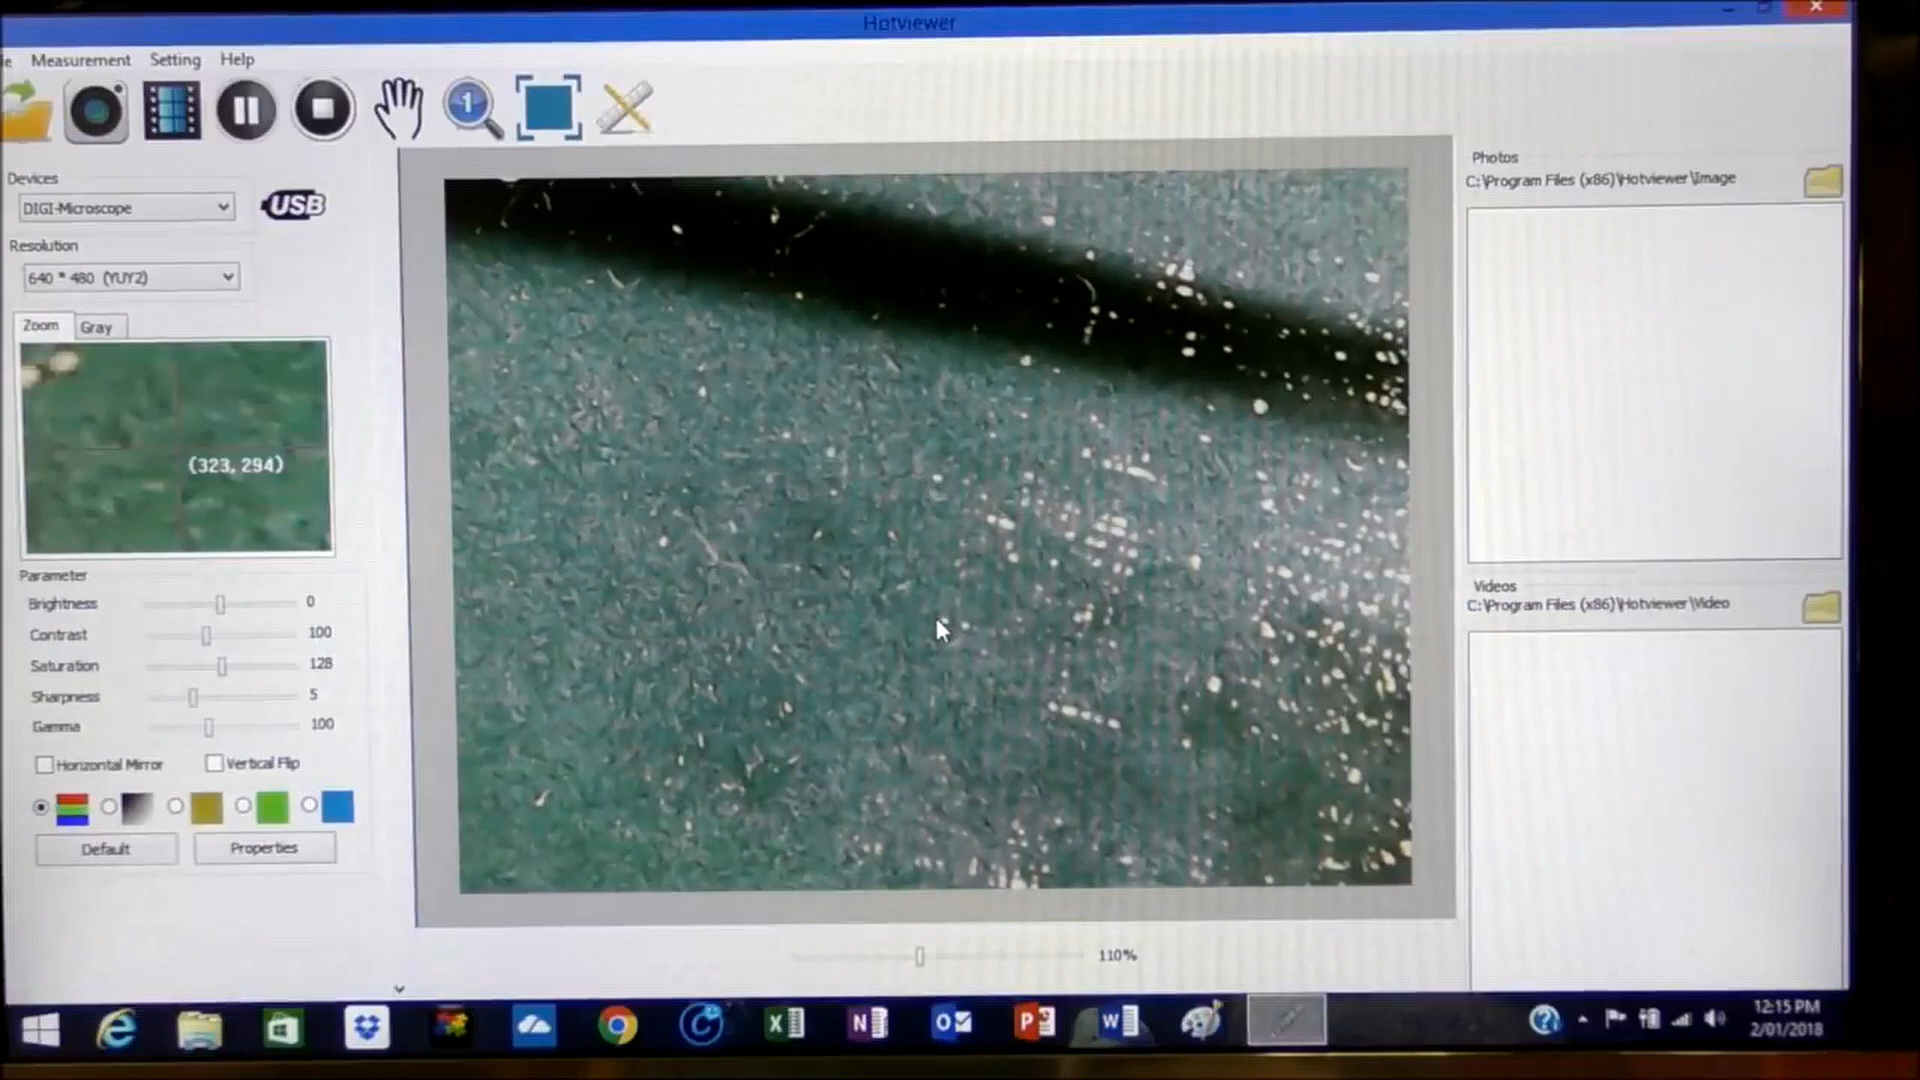 Hotviewer
le Measurement Setting Help
1
Devices
DIGI-Microscope
USB
Resolution
640 * 480 (YUY2)
Zoom Gray
(323, 294)
Parameter
Brightness 0
Contrast 100
Saturation 128
Sharpness 5
Gamma 100
Horizontal Mirror Vertical Flip
Default Properties
110%
Photos
C:\Program Files (x86)\Hotviewer\Image
Videos
C:\Program Files (x86)\Hotviewer\Video
12:15 PM
2/01/2018